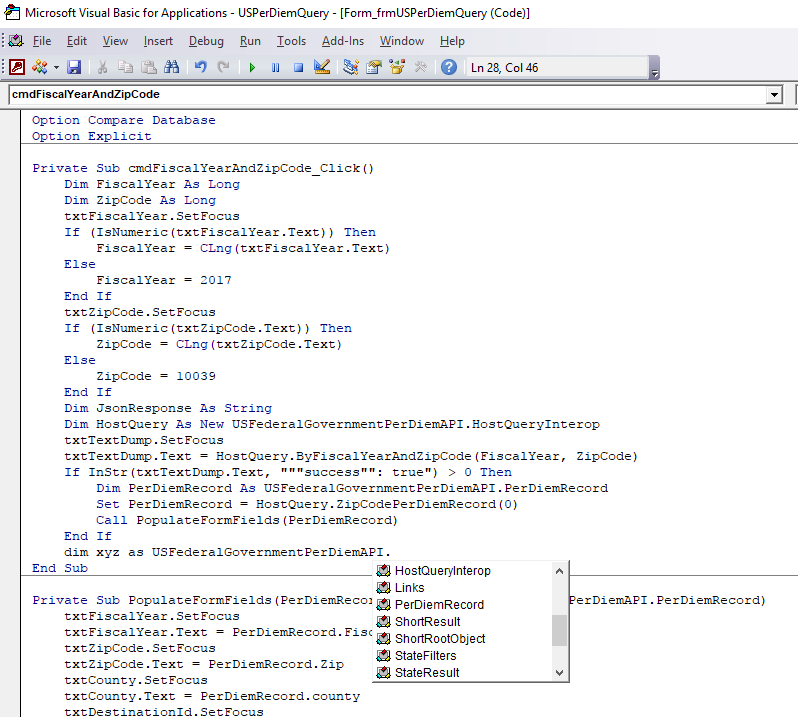 Microsoft Visual Basic for Applications - USPerDiemQuery - [Form_frmUSPerDiemQuery (Code)]
File Edit View Insert Debug Run Tools Add-Ins Window Help
Ln 28, Col 46
cmdFiscalYearAndZipCode
Option Compare Database
Option Explicit
Private Sub cmdFiscalYearAndZipCode_Click()
Dim FiscalYear As Long
Dim ZipCode As Long
txtFiscalYear.SetFocus
If (IsNumeric(txtFiscalYear.Text)) Then
FiscalYear = CLng(txtFiscalYear.Text)
Else
FiscalYear = 2017
End If
txtZipCode.SetFocus
If (IsNumeric(txtZipCode.Text)) Then
ZipCode = CLng(txtZipCode.Text)
Else
ZipCode = 10039
End If
Dim JsonResponse As String
Dim HostQuery As New USFederalGovernmentPerDiemAPI.HostQueryInterop
txtTextDump.SetFocus
txtTextDump.Text = HostQuery.ByFiscalYearAndZipCode(FiscalYear, ZipCode)
If InStr(txtTextDump.Text, """success"": true") > 0 Then
Dim PerDiemRecord As USFederalGovernmentPerDiemAPI.PerDiemRecord
Set PerDiemRecord = HostQuery.ZipCodePerDiemRecord(0)
Call PopulateFormFields(PerDiemRecord)
End If
dim xyz as USFederalGovernmentPerDiemAPI.
End Sub
HostQueryInterop
Links
PerDiemRecord
ShortResult
ShortRootObject
StateFilters
StateResult
Private Sub PopulateFormFields(PerDiemRecor PerDiemAPI.PerDiemRecord)
txtFiscalYear.SetFocus
txtFiscalYear.Text = PerDiemRecord.Fisc
txtZipCode.SetFocus
txtZipCode.Text = PerDiemRecord.Zip
txtCounty.SetFocus
txtCounty.Text = PerDiemRecord.county
txtDestinationId.SetFocus